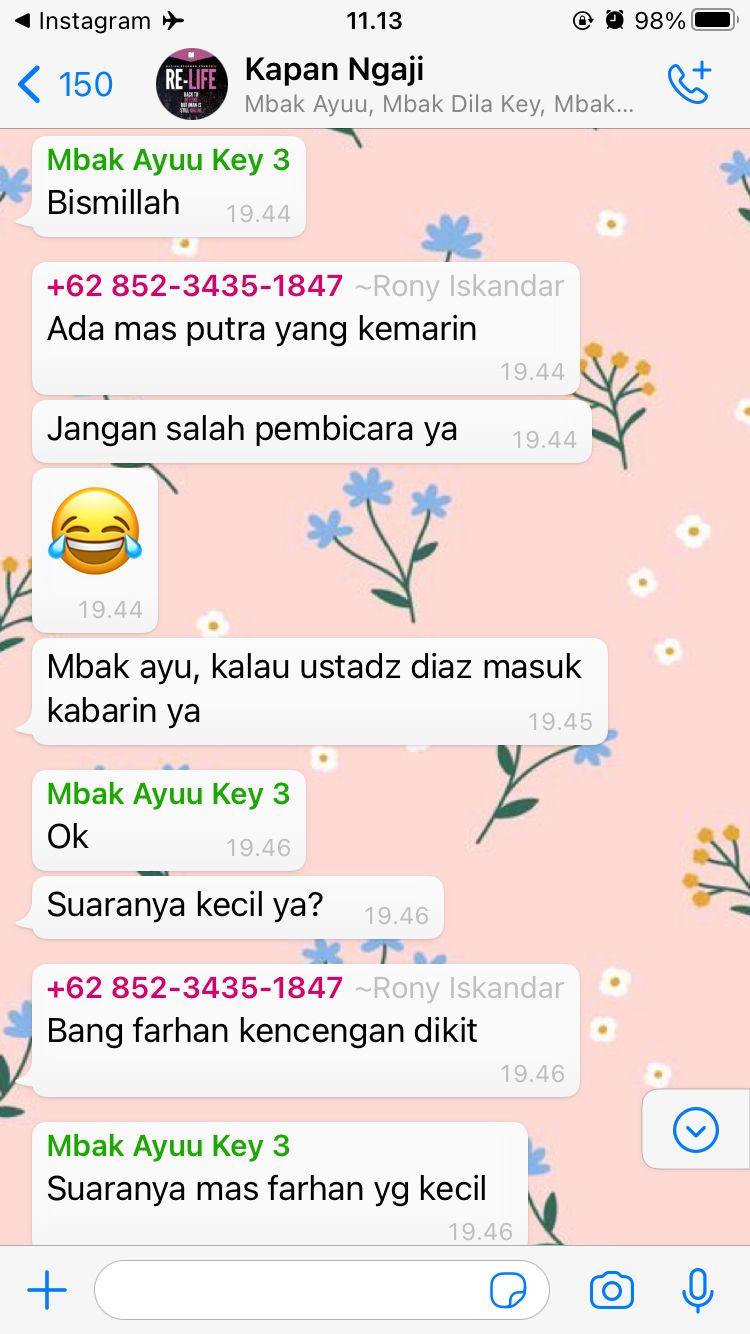 Instagram
11.13
98%
150
RE-LIFE
Kapan Ngaji
Mbak Ayuu, Mbak Dila Key, Mbak...
Mbak Ayuu Key 3
Bismillah
19.44
+62 852-3435-1847 ~Rony Iskandar
Ada mas putra yang kemarin
19.44
Jangan salah pembicara ya
19.44
😂
19.44
Mbak ayu, kalau ustadz diaz masuk
kabarin ya
19.45
Mbak Ayuu Key 3
Ok
19.46
Suaranya kecil ya?
19.46
+62 852-3435-1847 ~Rony Iskandar
Bang farhan kencengan dikit
19.46
Mbak Ayuu Key 3
Suaranya mas farhan yg kecil
19.46